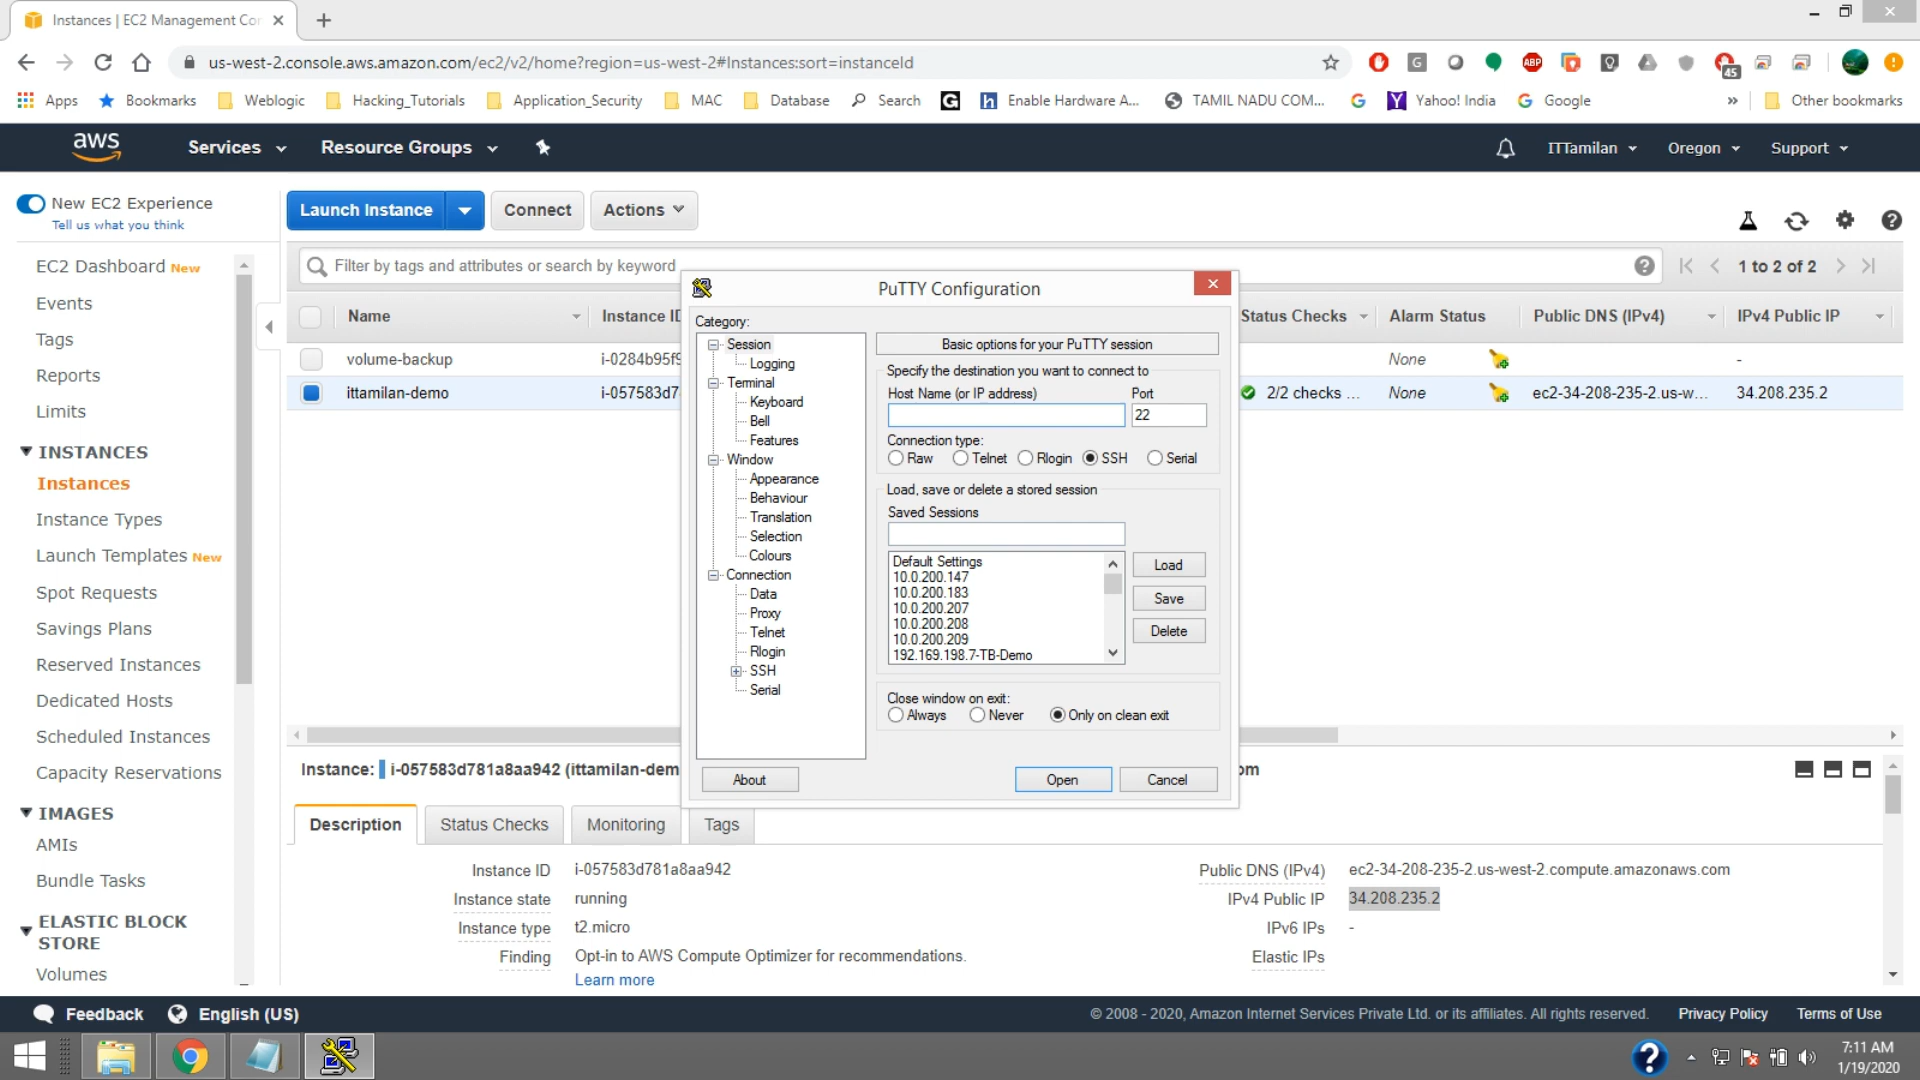 Instances | EC2 Management Con
us-west-2.console.aws.amazon.com/ec2/v2/home?region=us-west-2#Instances:sort=instanceId
G
ABP
45
Apps
Bookmarks
Weblogic
Hacking_Tutorials
Application_Security
MAC
Database
Search
G
h
Enable Hardware A...
TAMIL NADU COM...
G
Y
Yahoo! India
G
Google
»
Other bookmarks
aws
Services
Resource Groups
ITTamilan
Oregon
Support
New EC2 Experience
Tell us what you think
Launch Instance
Connect
Actions
EC2 Dashboard New
Events
Tags
Reports
Limits
INSTANCES
Instances
Instance Types
Launch Templates New
Spot Requests
Savings Plans
Reserved Instances
Dedicated Hosts
Scheduled Instances
Capacity Reservations
IMAGES
AMIs
Bundle Tasks
ELASTIC BLOCK
STORE
Volumes
Filter by tags and attributes or search by keyword
1 to 2 of 2
Name
Instance ID
Status Checks
Alarm Status
Public DNS (IPv4)
IPv4 Public IP
volume-backup
i-0284b95f9
None
-
ittamilan-demo
i-057583d7
2/2 checks ...
None
ec2-34-208-235-2.us-w...
34.208.235.2
PuTTY Configuration
Category:
Session
Logging
Terminal
Keyboard
Bell
Features
Window
Appearance
Behaviour
Translation
Selection
Colours
Connection
Data
Proxy
Telnet
Rlogin
SSH
Serial
Basic options for your PuTTY session
Specify the destination you want to connect to
Host Name (or IP address)
Port
22
Connection type:
Raw
Telnet
Rlogin
SSH
Serial
Load, save or delete a stored session
Saved Sessions
Default Settings
10.0.200.147
10.0.200.183
10.0.200.207
10.0.200.208
10.0.200.209
192.169.198.7-TB-Demo
Load
Save
Delete
Close window on exit:
Always
Never
Only on clean exit
About
Open
Cancel
Instance:
i-057583d781a8aa942 (ittamilan-dem
om
Description
Status Checks
Monitoring
Tags
Instance ID
i-057583d781a8aa942
Instance state
running
Instance type
t2.micro
Finding
Opt-in to AWS Compute Optimizer for recommendations.
Learn more
Public DNS (IPv4)
ec2-34-208-235-2.us-west-2.compute.amazonaws.com
IPv4 Public IP
34.208.235.2
IPv6 IPs
-
Elastic IPs
Feedback
English (US)
© 2008 - 2020, Amazon Internet Services Private Ltd. or its affiliates. All rights reserved.
Privacy Policy
Terms of Use
7:11 AM
1/19/2020